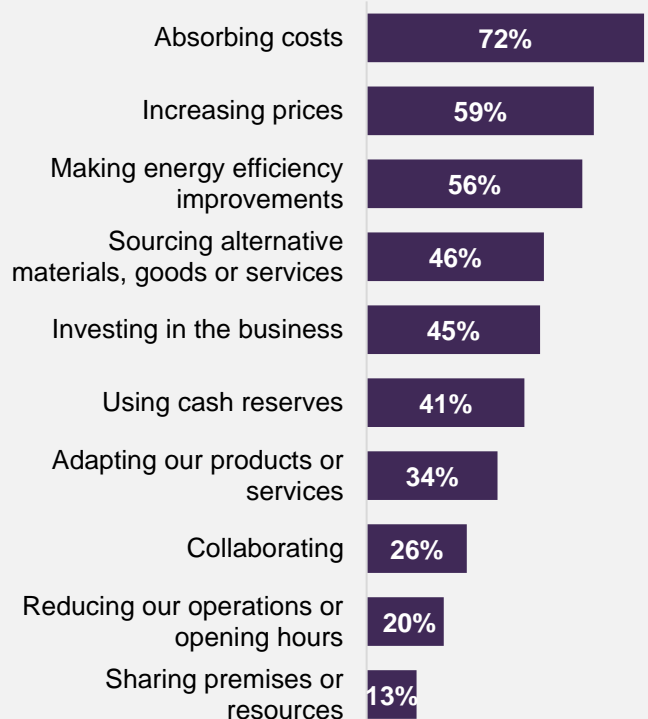 Absorbing costs
72%
Increasing prices
59%
Making energy efficiency
improvements
56%
Sourcing alternative
materials, goods or services
46%
Investing in the business
45%
Using cash reserves
41%
Adapting our products or
services
34%
Collaborating
26%
Reducing our operations or
opening hours
20%
Sharing premises or
resources
13%